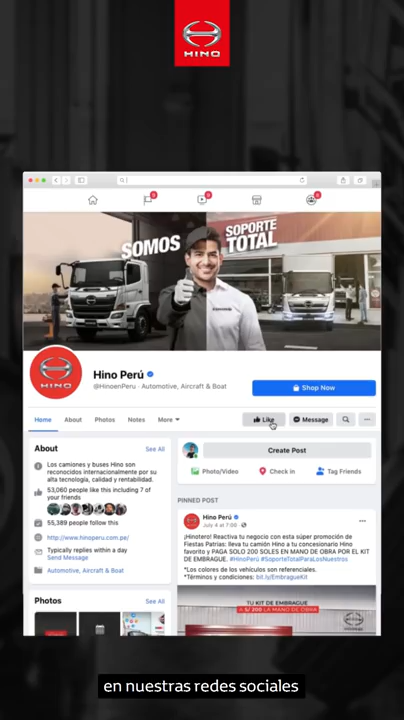 HINO
SOMOS
SOPORTE
TOTAL
HINO
Hino Perú
@HinoenPeru · Automotive, Aircraft & Boat
Shop Now
Home
About
Photos
Notes
More
Like
Message
About
See All
Los camiones y buses Hino son
reconocidos internacionalmente por su
alta tecnología, calidad y rentabilidad.
53,060 people like this including 7 of
your friends
55,389 people follow this
http://www.hinoperu.com.pe/
Typically replies within a day
Send Message
Automotive, Aircraft & Boat
Photos
See All
Create Post
Photo/Video
Check in
Tag Friends
PINNED POST
Hino Perú
July 4 at 7:05
¡Hinotero! Reactiva tu negocio con esta súper promoción de
Fiestas Patrias: lleva tu camión Hino a tu concesionario Hino
favorito y PAGA SOLO 200 SOLES EN MANO DE OBRA POR EL KIT
DE EMBRAGUE. #HinoPerú #SoporteTotalParaLosNuestros
*Los colores de los vehículos son referenciales.
*Términos y condiciones: bit.ly/EmbragueKit
TU KIT DE EMBRAGUE
A S/ 200 LA MANO DE OBRA
en nuestras redes sociales